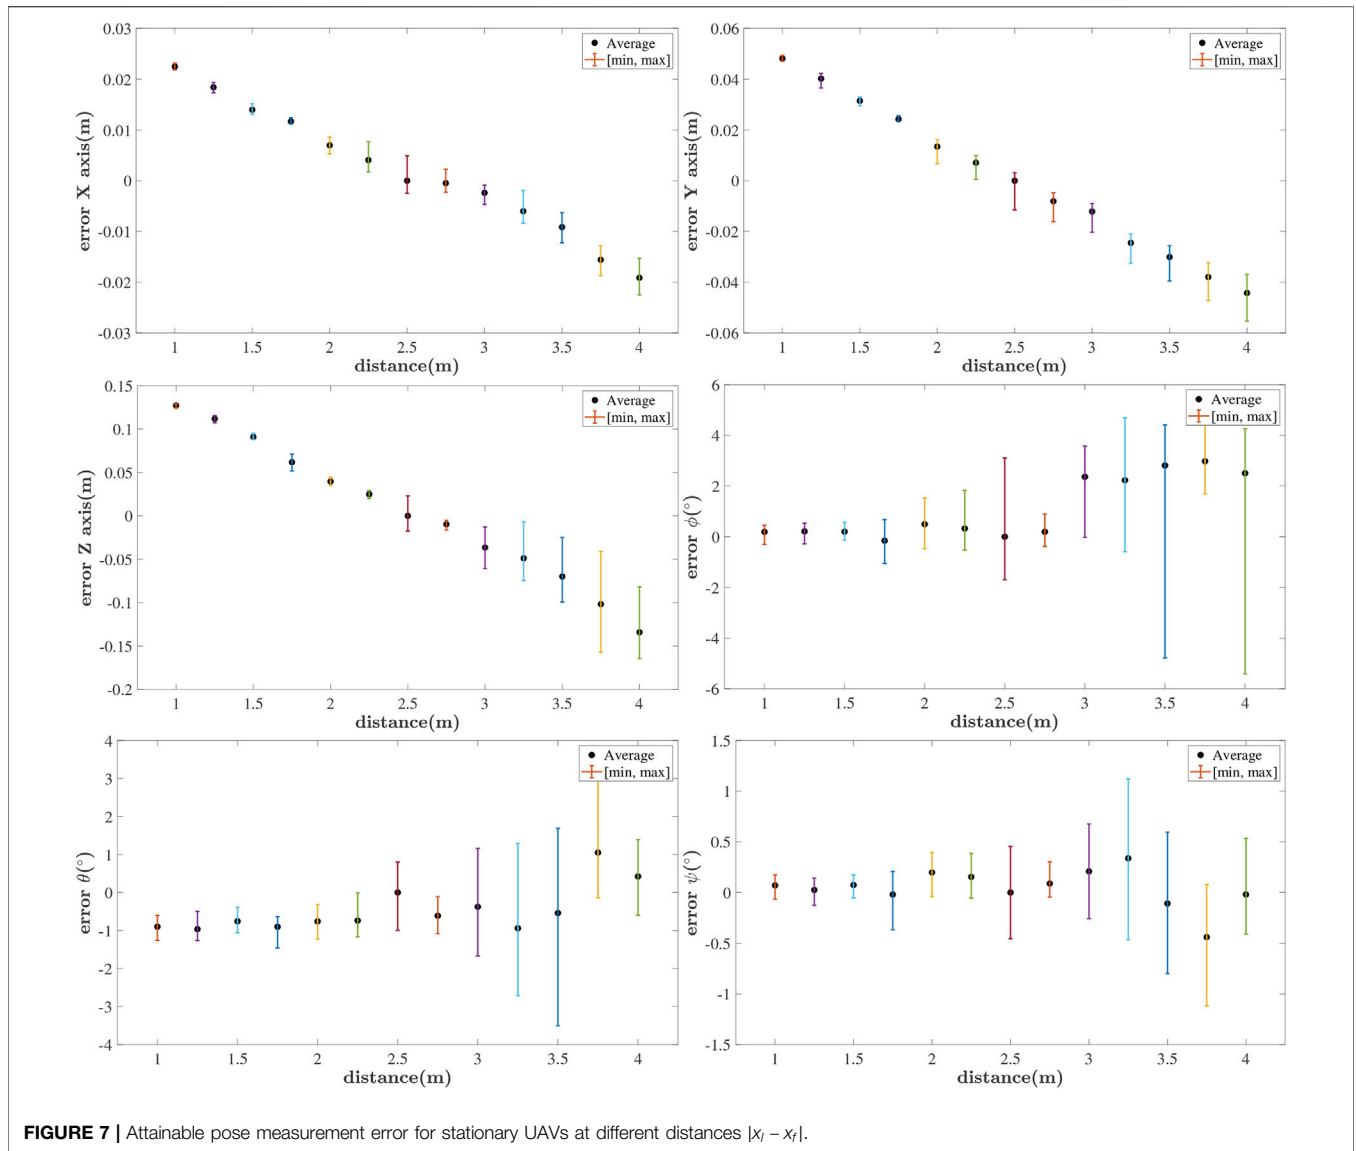 0.03
0.02
0.01
0
-0.01
-0.02
-0.03
error X axis(m)
Average
[min, max]
1 1.5 2 2.5 3 3.5 4
distance(m)
0.06
0.04
0.02
0
-0.02
-0.04
-0.06
error Y axis(m)
Average
[min, max]
1 1.5 2 2.5 3 3.5 4
distance(m)
0.15
0.1
0.05
0
-0.05
-0.1
-0.15
-0.2
error Z axis(m)
Average
[min, max]
1 1.5 2 2.5 3 3.5 4
distance(m)
6
4
2
0
-2
-4
-6
error ϕ(°)
Average
[min, max]
1 1.5 2 2.5 3 3.5 4
distance(m)
4
3
2
1
0
-1
-2
-3
-4
error θ(°)
Average
[min, max]
1 1.5 2 2.5 3 3.5 4
distance(m)
1.5
1
0.5
0
-0.5
-1
-1.5
error ψ(°)
Average
[min, max]
1 1.5 2 2.5 3 3.5 4
distance(m)
FIGURE 7 | Attainable pose measurement error for stationary UAVs at different distances |x_l − x_f|.